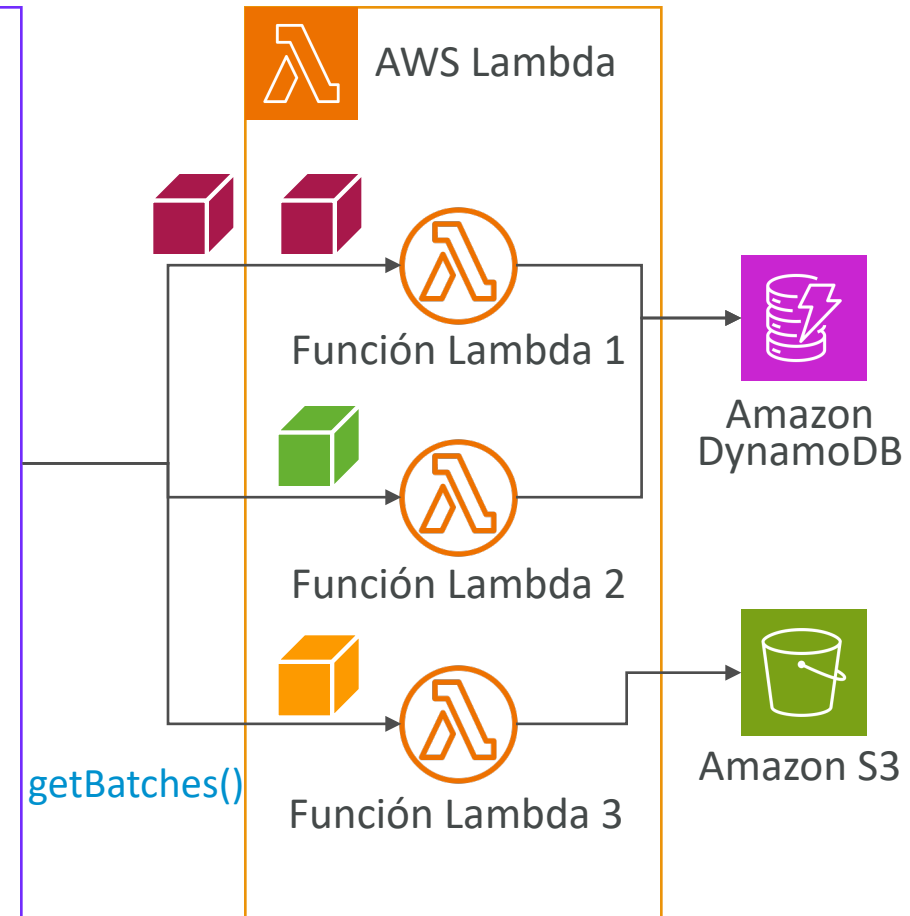 AWS Lambda
Función Lambda 1
Amazon
DynamoDB
Función Lambda 2
Amazon S3
getBatches()
Función Lambda 3